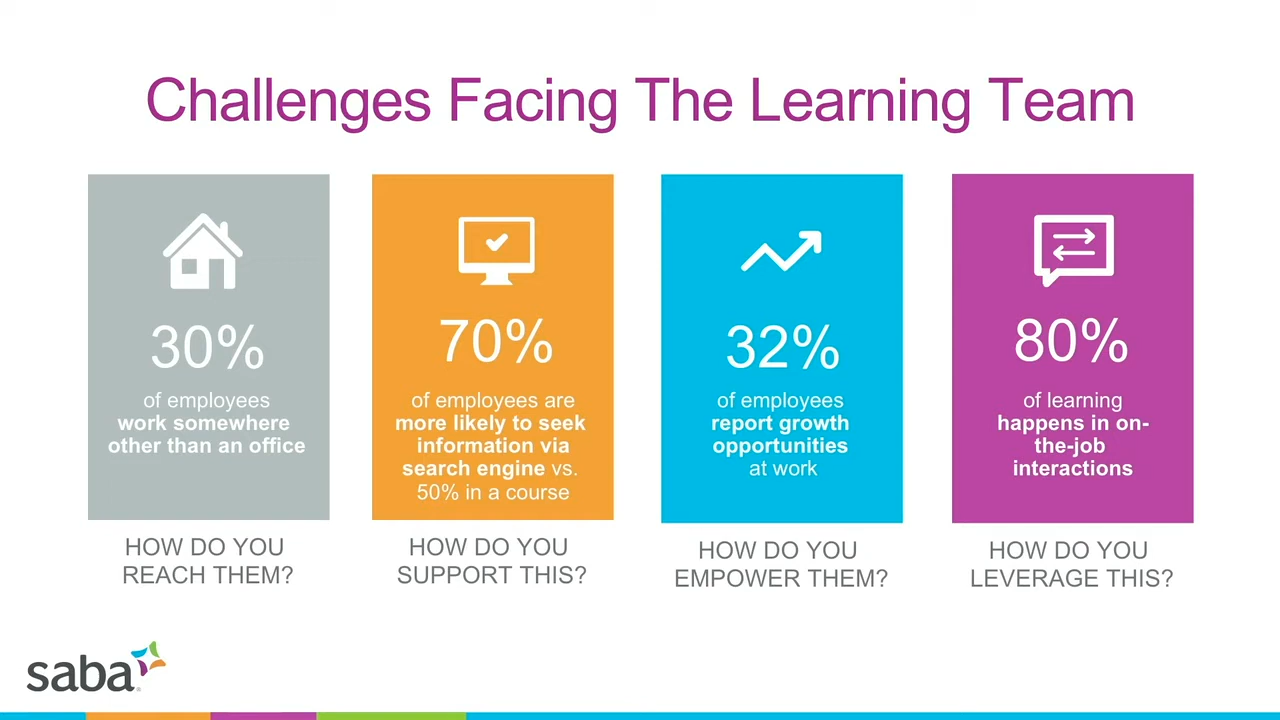 Challenges Facing The Learning Team
30%
of employees
work somewhere
other than an office
HOW DO YOU
REACH THEM?
70%
of employees are
more likely to seek
information via
search engine vs.
50% in a course
HOW DO YOU
SUPPORT THIS?
32%
of employees
report growth
opportunities
at work
HOW DO YOU
EMPOWER THEM?
80%
of learning
happens in on-
the-job
interactions
HOW DO YOU
LEVERAGE THIS?
saba